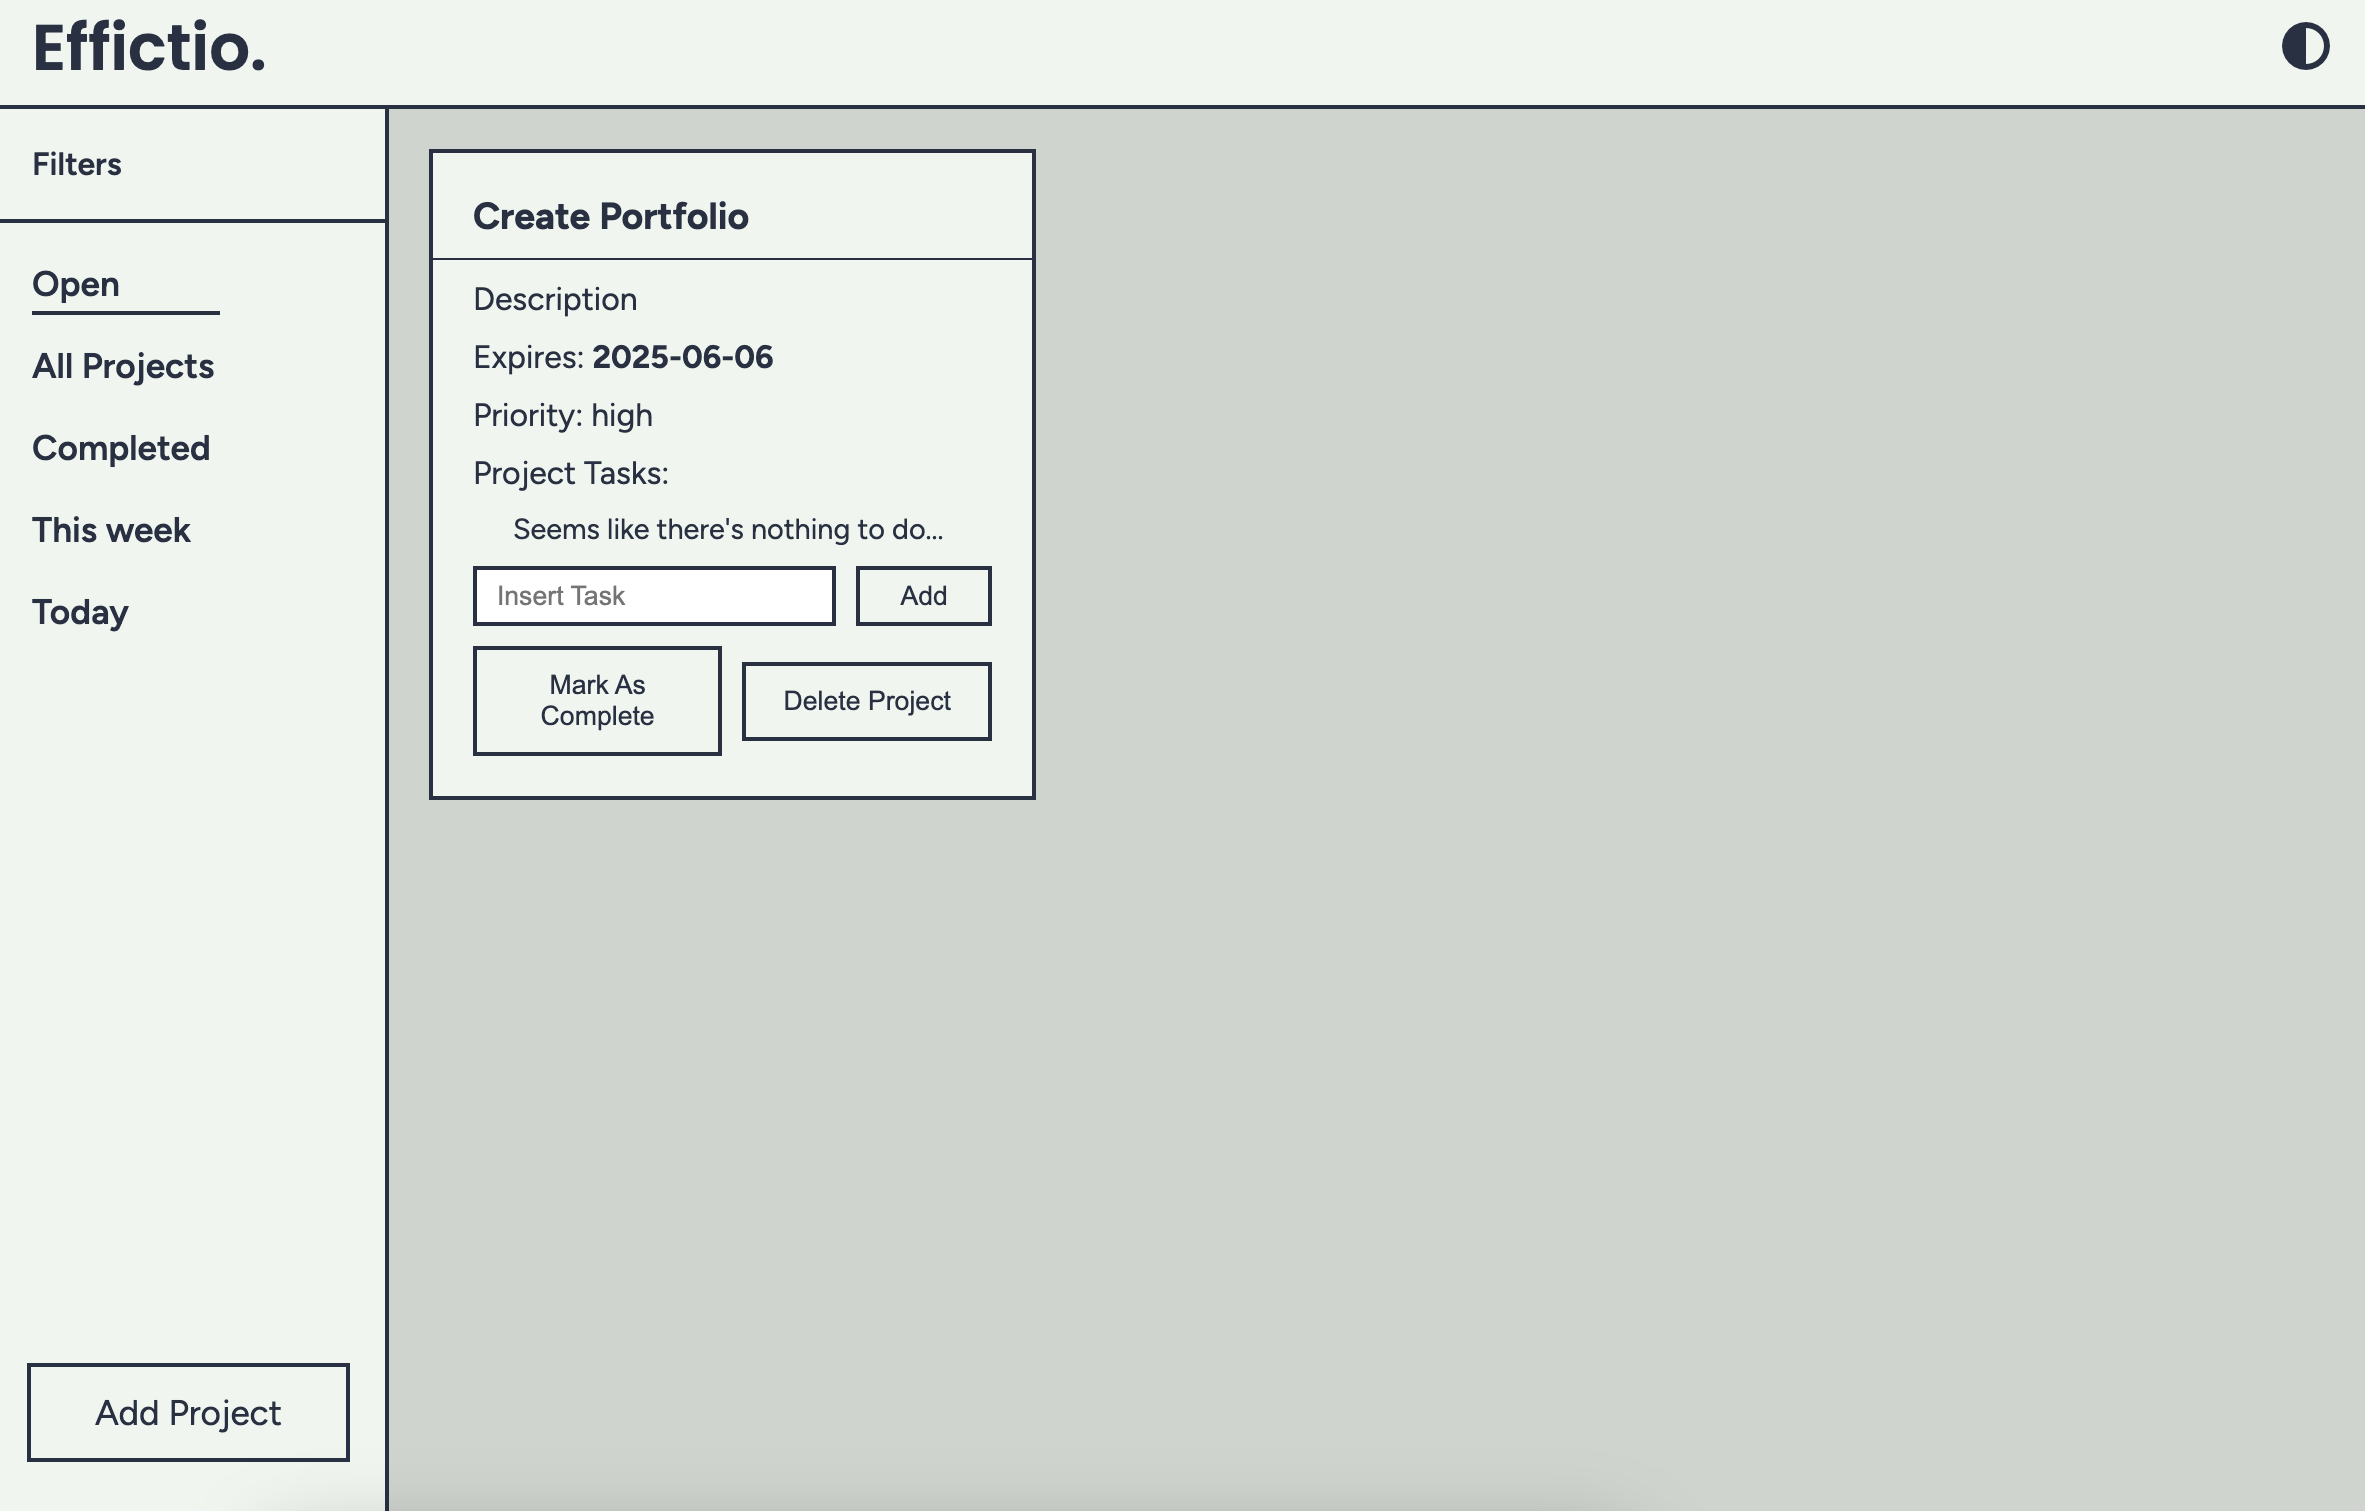 Effictio.
Filters
Open
All Projects
Completed
This week
Today
Add Project
Create Portfolio
Description
Expires: 2025-06-06
Priority: high
Project Tasks:
Seems like there's nothing to do...
Insert Task
Add
Mark As
Complete
Delete Project